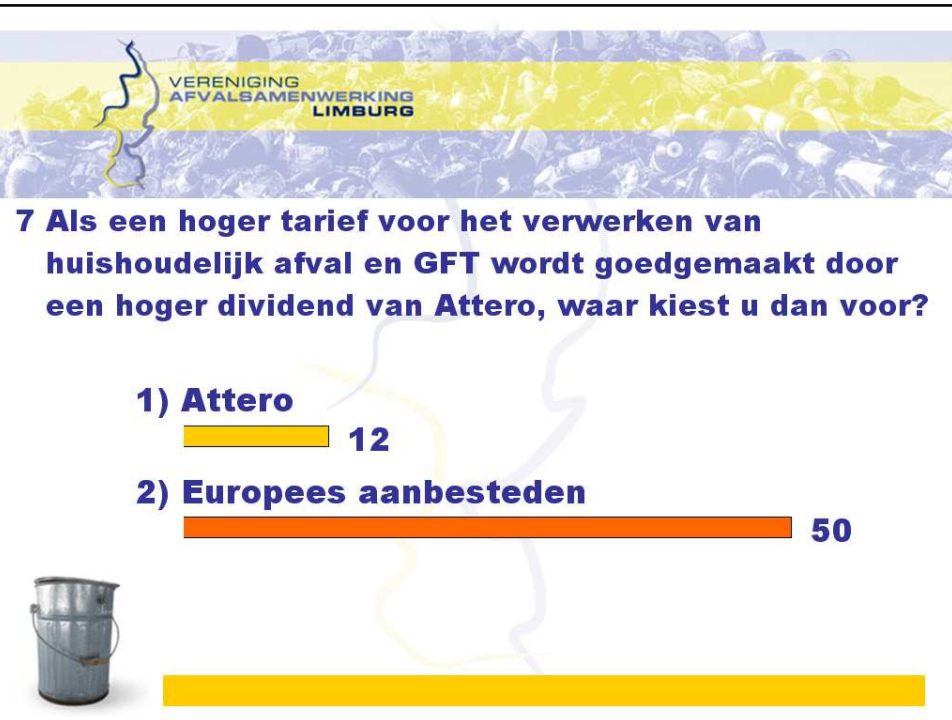 VERENIGING
AFVALSAMENWERKING
LIMBURG
7 Als een hoger tarief voor het verwerken van
huishoudelijk afval en GFT wordt goedgemaakt door
een hoger dividend van Attero, waar kiest u dan voor?
1) Attero
12
2) Europees aanbesteden
50